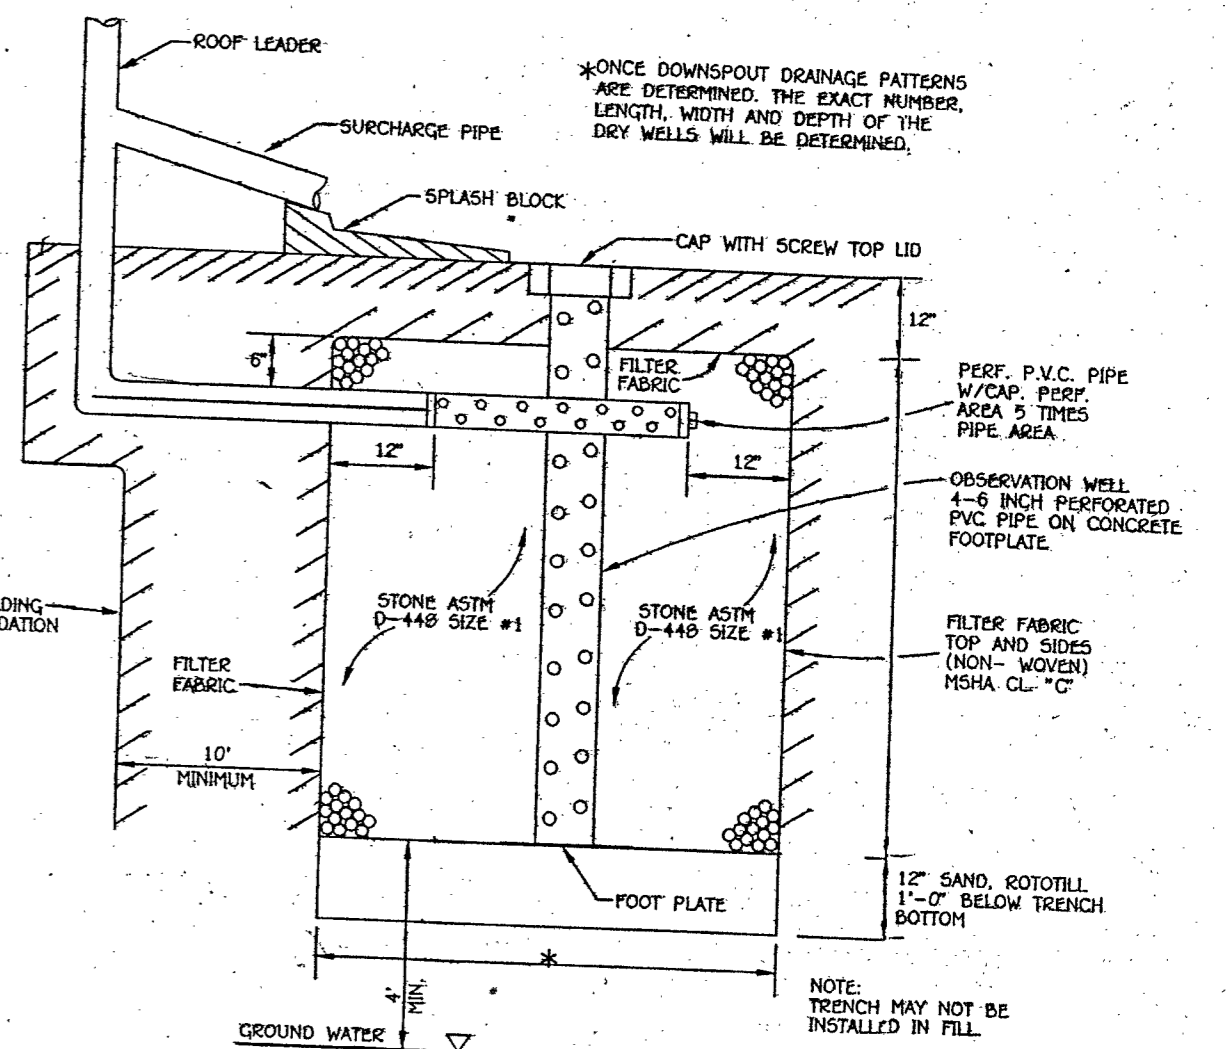 ROOF LEADER
*ONCE DOWNSPOUT DRAINAGE PATTERNS
ARE DETERMINED. THE EXACT NUMBER,
LENGTH, WIDTH AND DEPTH OF THE
DRY WELLS WILL BE DETERMINED.
SURCHARGE PIPE
SPLASH BLOCK
CAP WITH SCREW TOP LID
12"
6"
FILTER
FABRIC
PERF. P.V.C. PIPE
W/CAP. PERF.
AREA 5 TIMES
PIPE AREA
12"
12"
OBSERVATION WELL
4-6 INCH PERFORATED
PVC PIPE ON CONCRETE
FOOTPLATE
STONE ASTM
D-448 SIZE #1
STONE ASTM
D-448 SIZE #1
DING
DATION
FILTER
FABRIC
FILTER FABRIC
TOP AND SIDES
(NON- WOVEN)
MSHA CL. "C"
10'
MINIMUM
FOOT PLATE
12" SAND, ROTOTILL
1'-0" BELOW TRENCH
BOTTOM
*
4'
MIN.
NOTE:
TRENCH MAY NOT BE
INSTALLED IN FILL
GROUND WATER